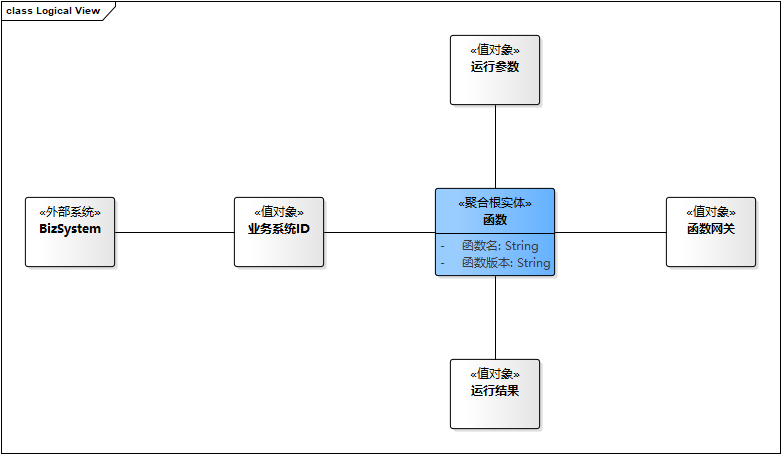 class Logical View
«值对象»
运行参数
«外部系统»
BizSystem
«值对象»
业务系统ID
«聚合根实体»
函数
- 函数名: String
- 函数版本: String
«值对象»
函数网关
«值对象»
运行结果